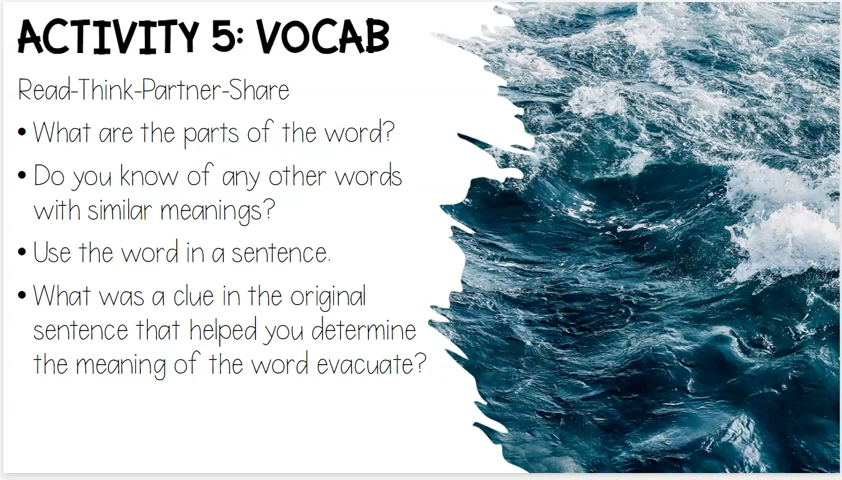 ACTIVITY 5: VOCAB
Read-Think-Partner-Share
• What are the parts of the word?
• Do you know of any other words
with similar meanings?
• Use the word in a sentence.
• What was a clue in the original
sentence that helped you determine
the meaning of the word evacuate?